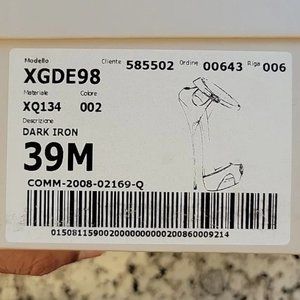 Modello Cliente 585502 Ordine 00643 Riga 006
XGDE98
Materiale Colore
XQ134 002
Descrizione
DARK IRON
39M
COMM-2008-02169-Q
01508115900200000000000200860009214